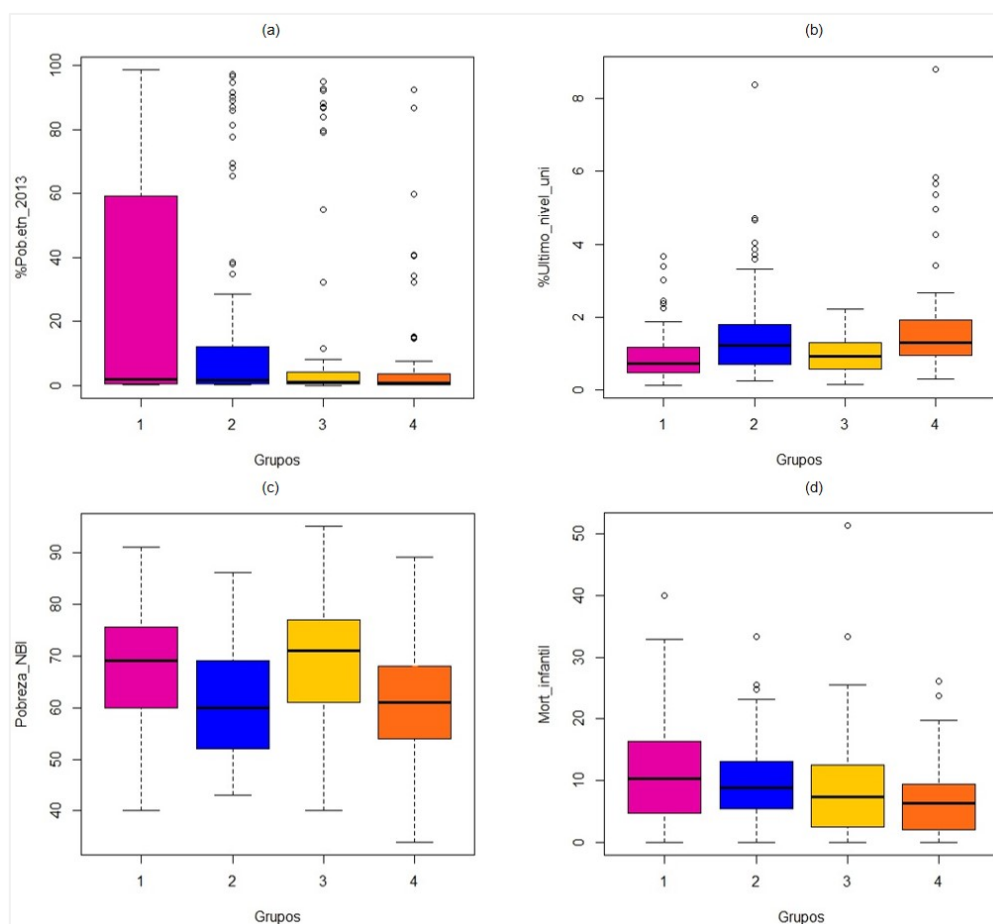 (a)
%Pob.etn_2013
100
80
60
40
20
0
1 2 3 4
Grupos
(b)
%Ultimo_nivel_uni
8
6
4
2
0
1 2 3 4
Grupos
(c)
Pobreza_NBI
90
80
70
60
50
40
1 2 3 4
Grupos
(d)
Mort_infantil
50
40
30
20
10
0
1 2 3 4
Grupos